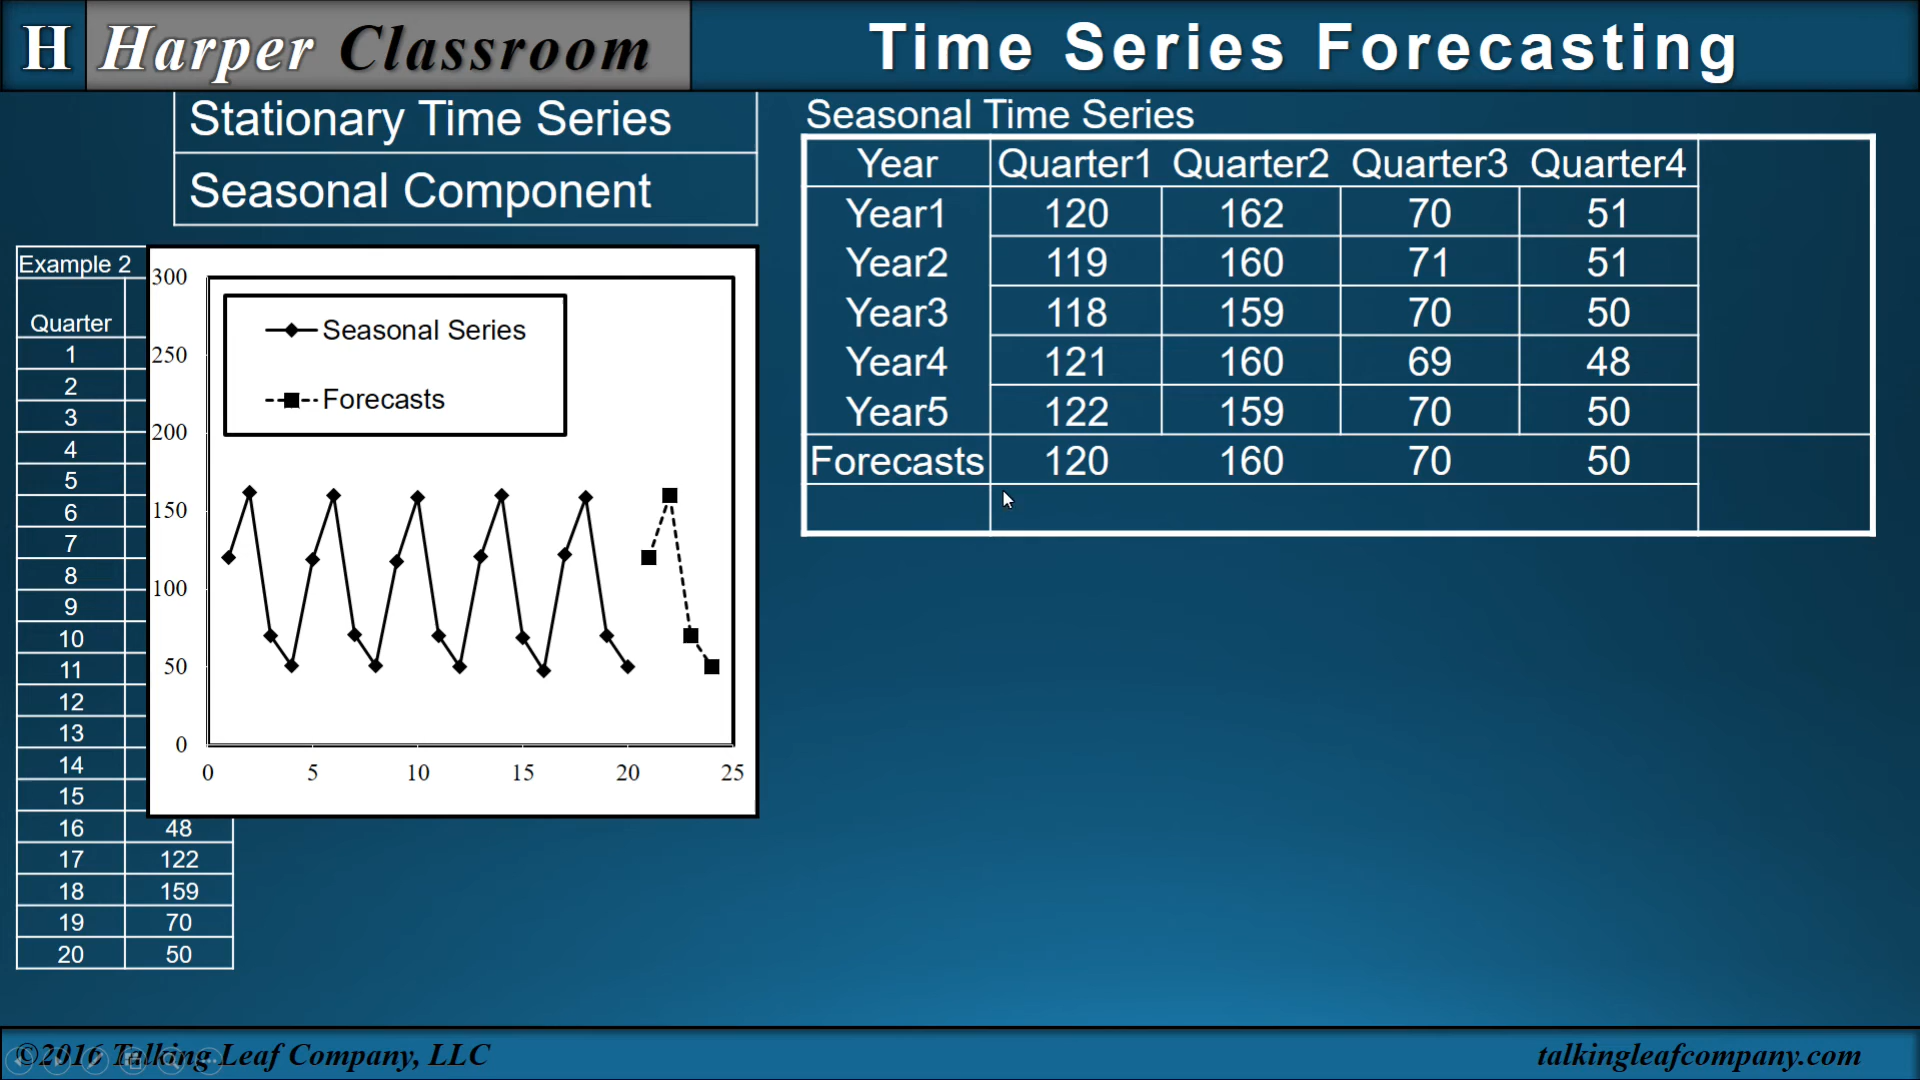 H Harper Classroom
Time Series Forecasting
Stationary Time Series
Seasonal Component
Seasonal Time Series
Year Quarter1 Quarter2 Quarter3 Quarter4
Year1 120 162 70 51
Year2 119 160 71 51
Year3 118 159 70 50
Year4 121 160 69 48
Year5 122 159 70 50
Forecasts 120 160 70 50
Example 2
Quarter
1
2
3
4
5
6
7
8
9
10
11
12
13
14
15
16 48
17 122
18 159
19 70
20 50
300
250
200
150
100
50
0
Seasonal Series
Forecasts
0 5 10 15 20 25
©2016 Talking Leaf Company, LLC
talkingleafcompany.com